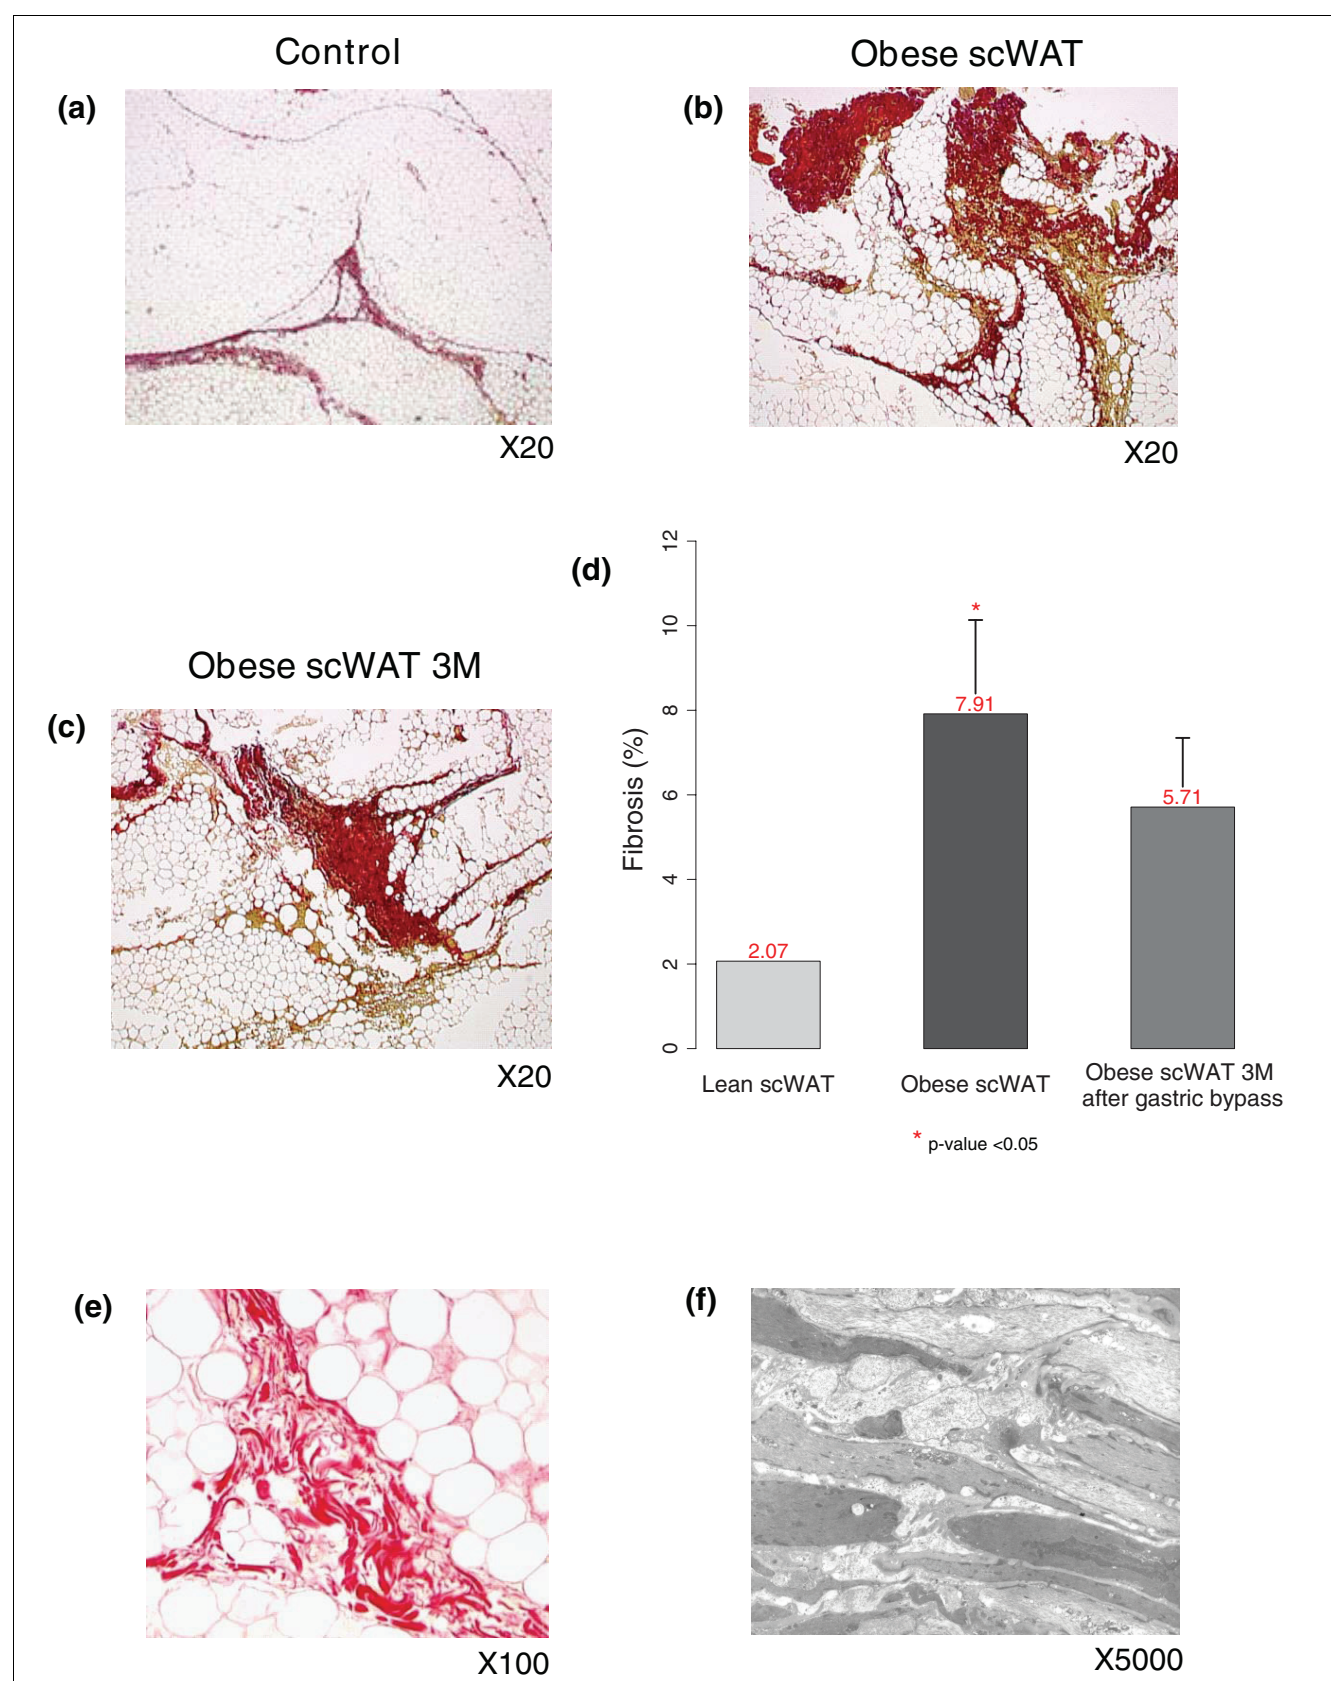 Control
Obese scWAT
(a)
(b)
X20
X20
(d)
Obese scWAT 3M
(c)
X20
Fibrosis (%)
12
10
8
6
4
2
0
*
7.91
5.71
2.07
Lean scWAT
Obese scWAT
Obese scWAT 3M
after gastric bypass
* p-value <0.05
(e)
(f)
X100
X5000